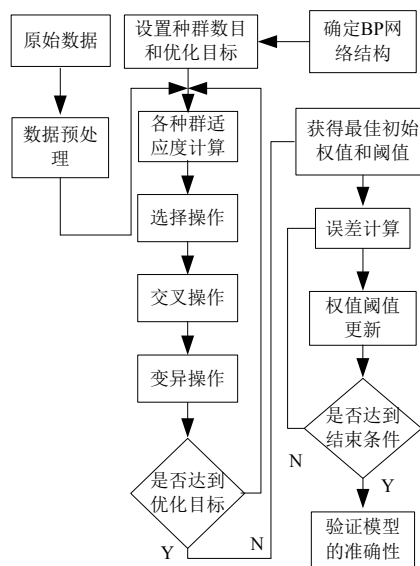 原始数据
设置种群数目
和优化目标
确定BP网
络结构
数据预处
理
各种群适
应度计算
选择操作
交叉操作
变异操作
是否达到
优化目标
Y
N
获得最佳初始
权值和阈值
误差计算
权值阈值
更新
是否达到
结束条件
N
Y
验证模型
的准确性